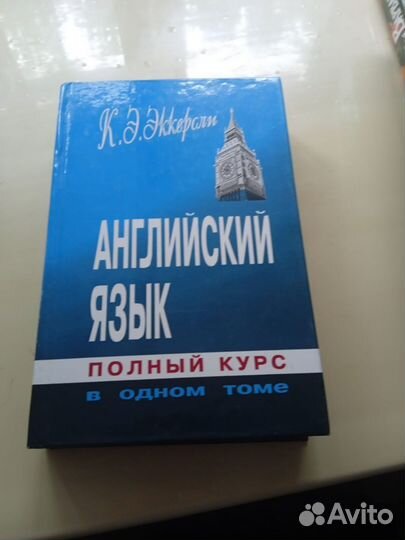 К. Э. Эккерсли
АНГЛИЙСКИЙ
ЯЗЫК
ПОЛНЫЙ КУРС
в одном томе
Avito